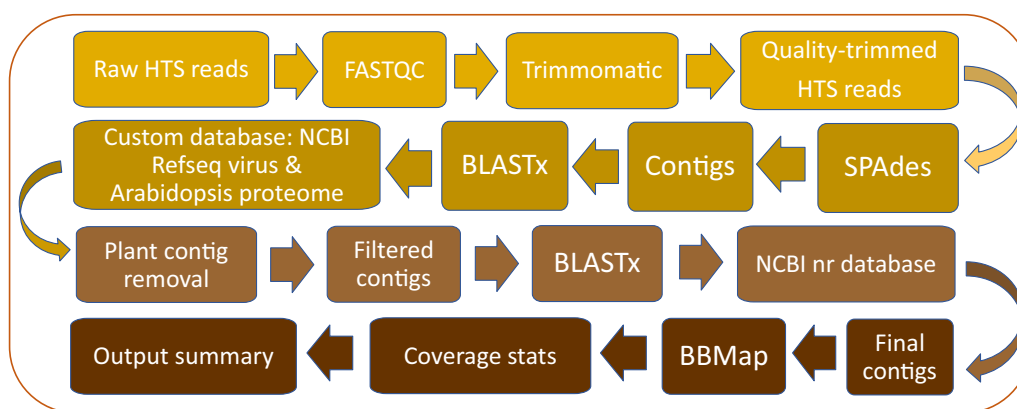 Raw HTS reads
FASTQC
Trimmomatic
Quality-trimmed
HTS reads
SPAdes
Contigs
BLASTx
Custom database: NCBI
Refseq virus &
Arabidopsis proteome
Plant contig
removal
Filtered
contigs
BLASTx
NCBI nr database
Final
contigs
BBMap
Coverage stats
Output summary